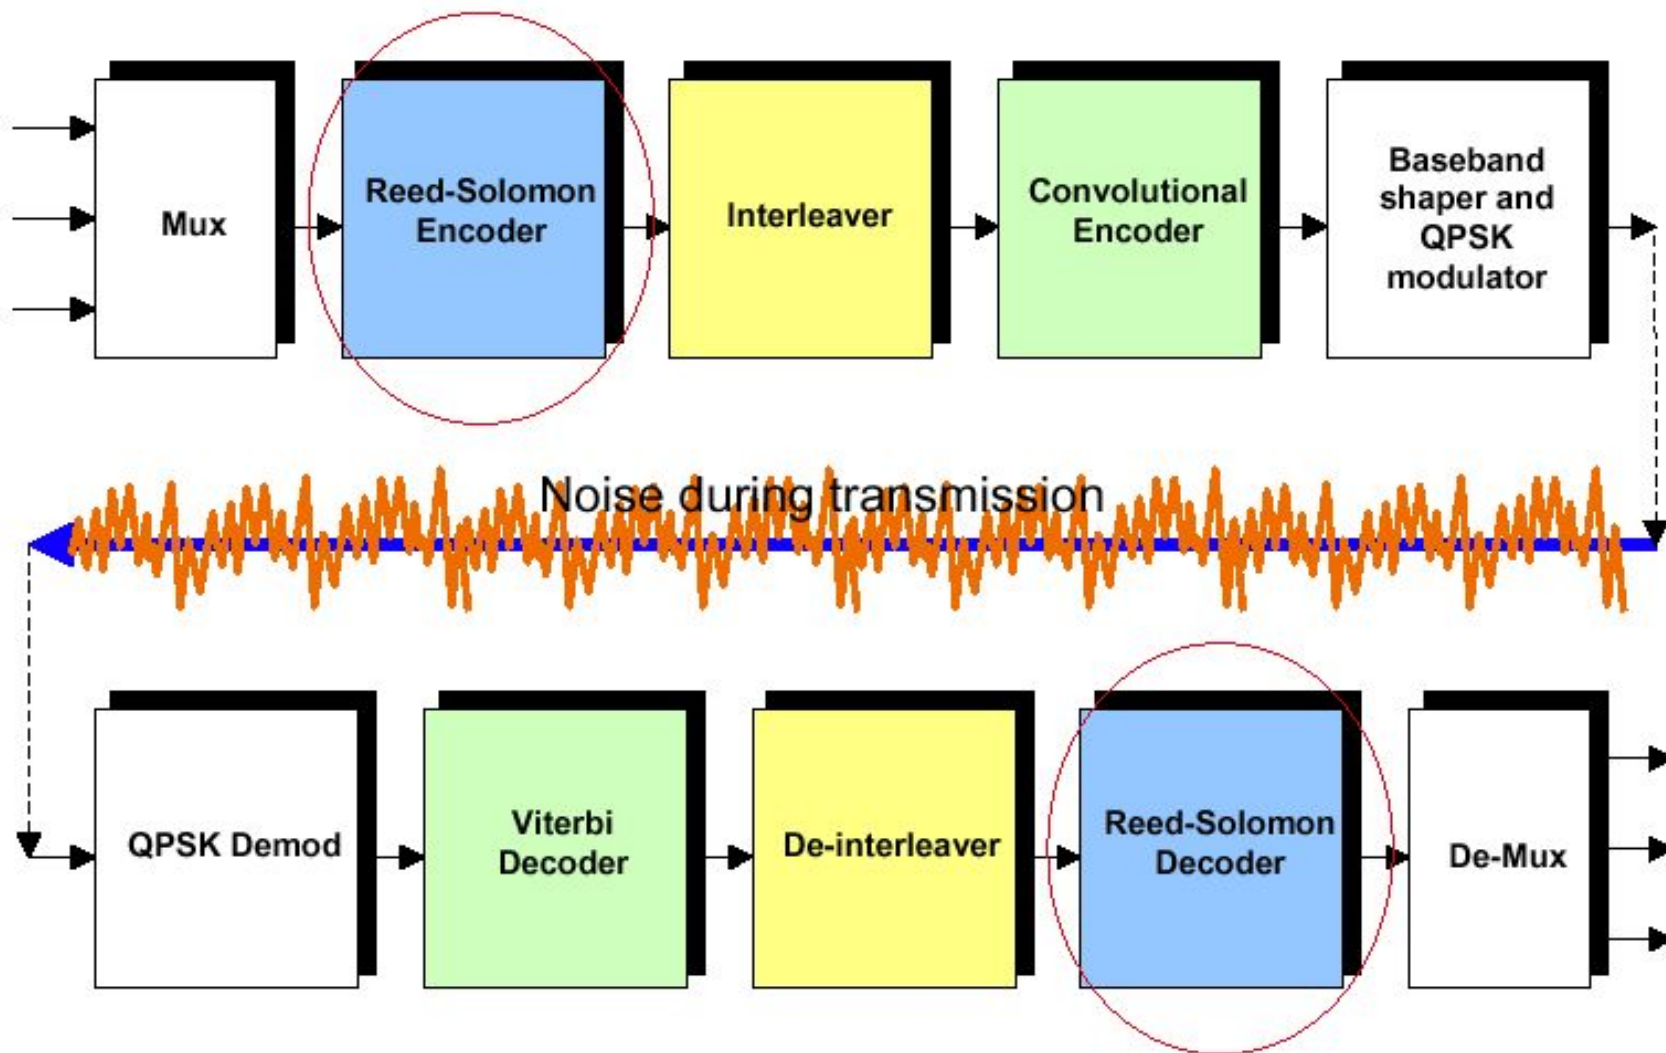 Mux
Reed-Solomon
Encoder
Interleaver
Convolutional
Encoder
Baseband
shaper and
QPSK
modulator
Noise during transmission
QPSK Demod
Viterbi
Decoder
De-interleaver
Reed-Solomon
Decoder
De-Mux